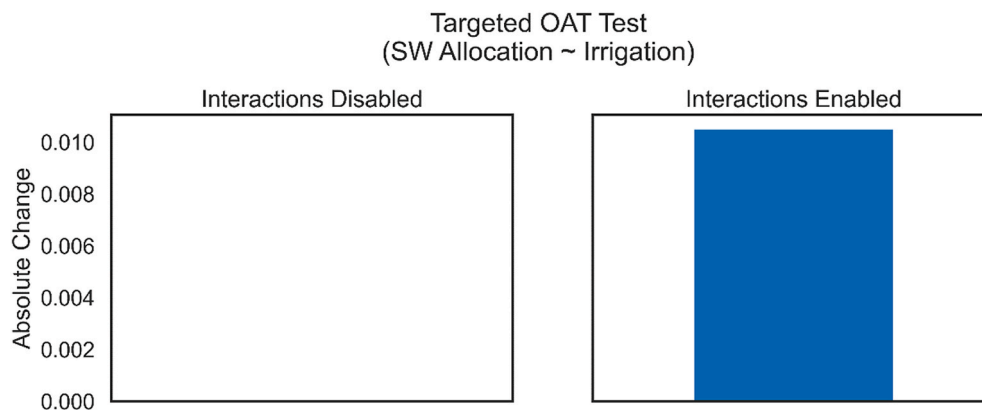 Targeted OAT Test
(SW Allocation ~ Irrigation)
Interactions Disabled
Interactions Enabled
Absolute Change
0.010
0.008
0.006
0.004
0.002
0.000